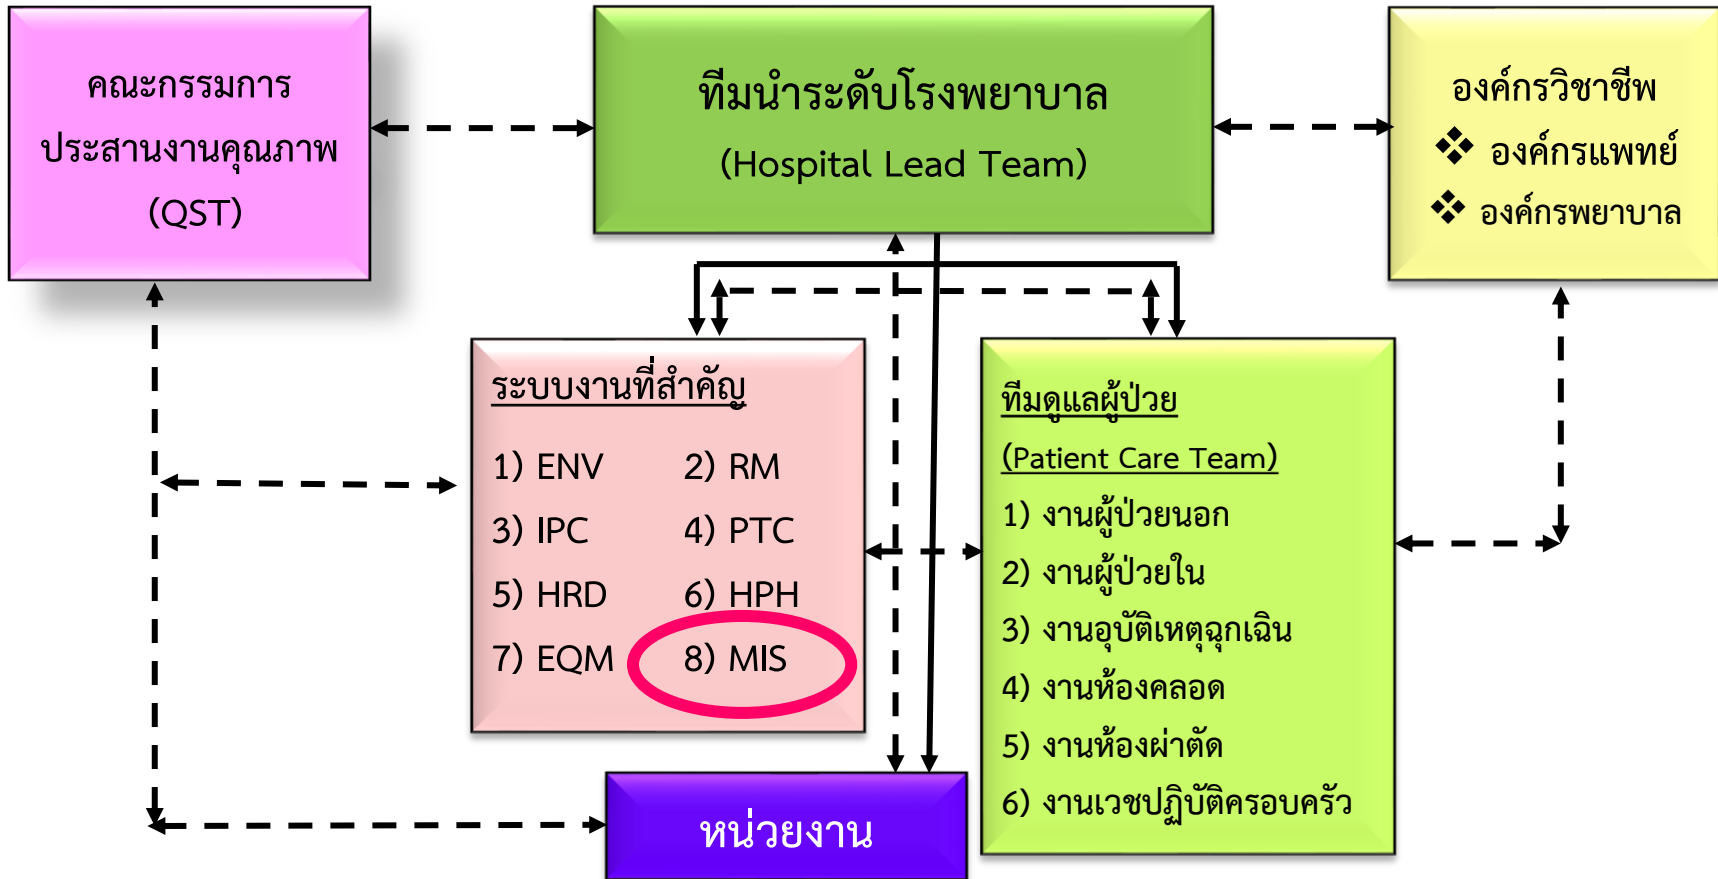 คณะกรรมการ
ประสานงานคุณภาพ
(QST)
ทีมนำระดับโรงพยาบาล
(Hospital Lead Team)
องค์กรวิชาชีพ
❖ องค์กรแพทย์
❖ องค์กรพยาบาล
ระบบงานที่สำคัญ
1) ENV 2) RM
3) IPC 4) PTC
5) HRD 6) HPH
7) EQM 8) MIS
ทีมดูแลผู้ป่วย
(Patient Care Team)
1) งานผู้ป่วยนอก
2) งานผู้ป่วยใน
3) งานอุบัติเหตุฉุกเฉิน
4) งานห้องคลอด
5) งานห้องผ่าตัด
6) งานเวชปฏิบัติครอบครัว
หน่วยงาน